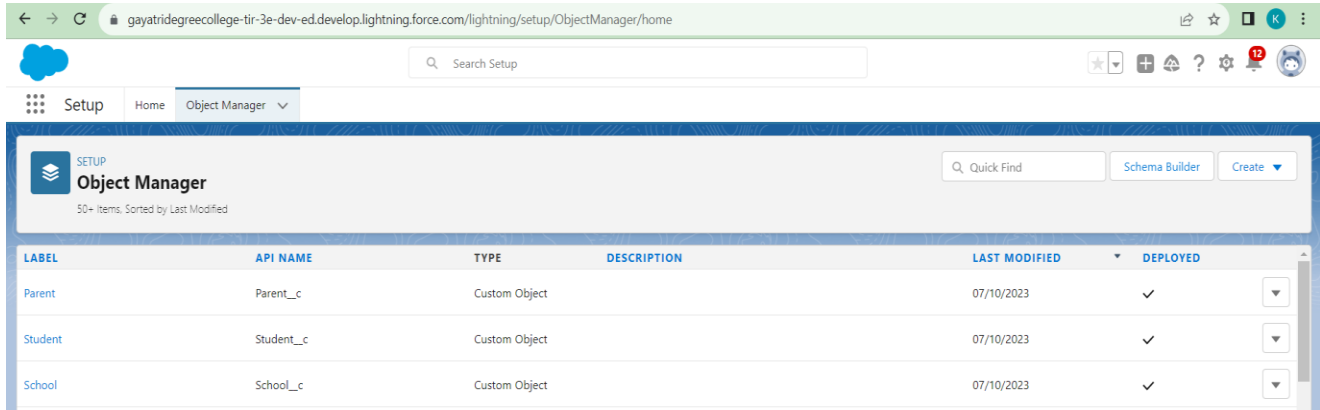 gayatridegreecollege-tir-3e-dev-ed.develop.lightning.force.com/lightning/setup/ObjectManager/home
K
Search Setup
12
Setup Home Object Manager
SETUP
Object Manager
50+ Items, Sorted by Last Modified
Quick Find Schema Builder Create
LABEL API NAME TYPE DESCRIPTION LAST MODIFIED DEPLOYED
Parent Parent__c Custom Object 07/10/2023
Student Student__c Custom Object 07/10/2023
School School__c Custom Object 07/10/2023